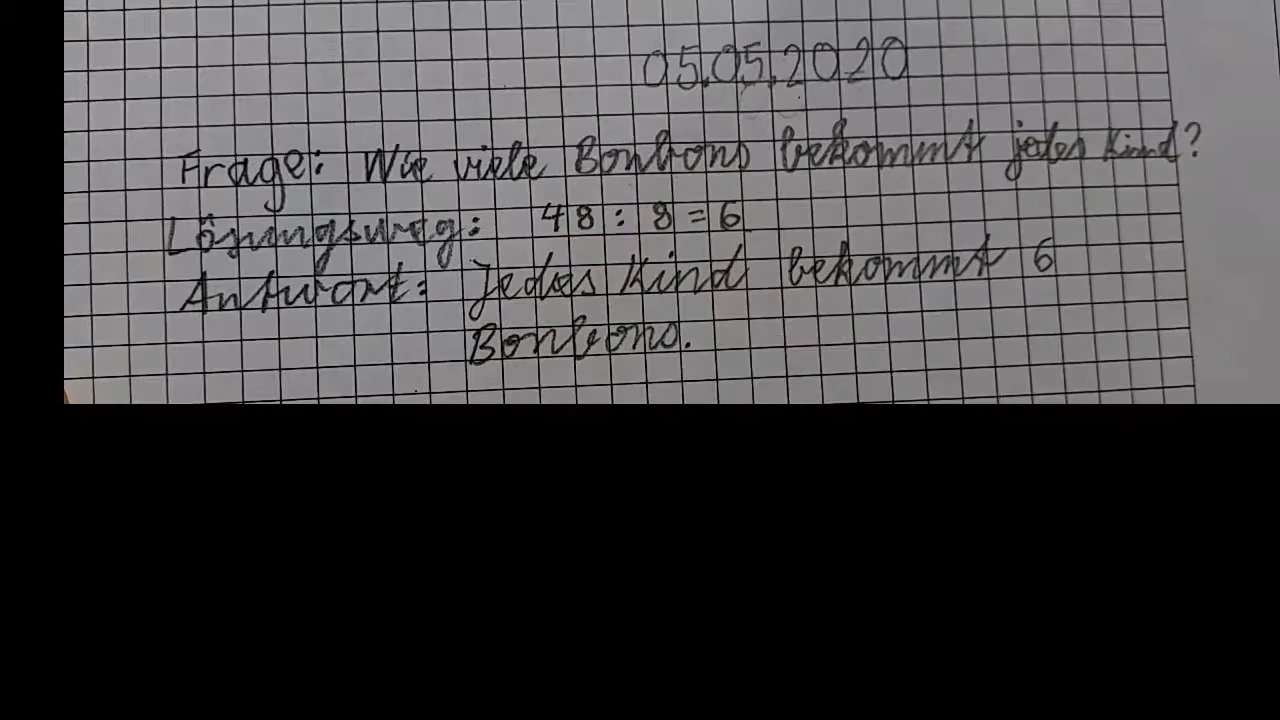 05.05.2020
Frage: Wie viele Bonbons bekommt jedes Kind?
Lösungsweg: 48 : 8 = 6
Antwort: Jedes Kind bekommt 6
Bonbons.